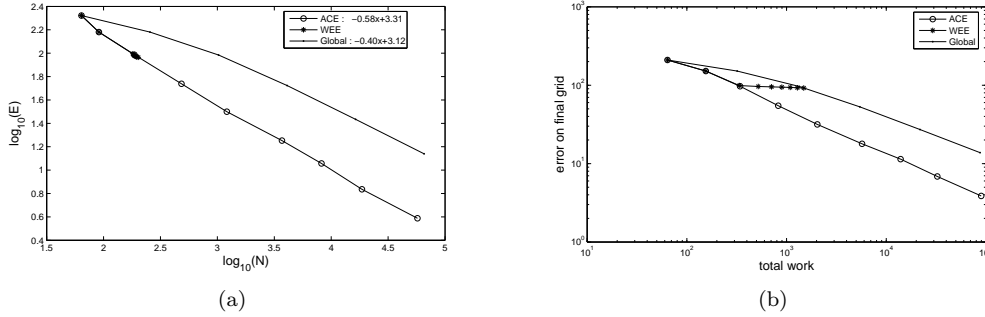 2.4
2.2
2
1.8
1.6
1.4
1.2
1
0.8
0.6
0.4
1.5
2
2.5
3
3.5
4
4.5
5
log10(E)
log10(N)
ACE : −0.58x+3.31
WEE
Global : −0.40x+3.12
(a)
10^3
10^2
10^1
10^0
10^1
10^2
10^3
10^4
error on final grid
total work
ACE
WEE
Global
(b)